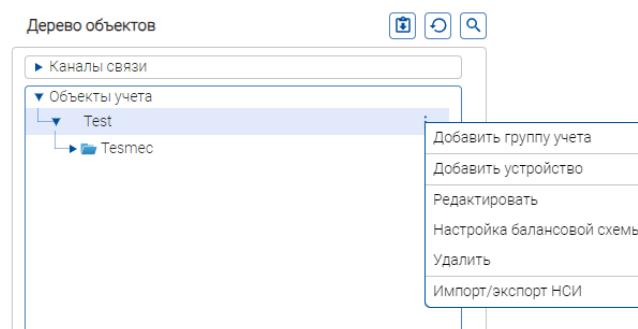 Дерево объектов
Каналы связи
Объекты учета
Test
Tesmec
Добавить группу учета
Добавить устройство
Редактировать
Настройка балансовой схемы
Удалить
Импорт/экспорт НСИ